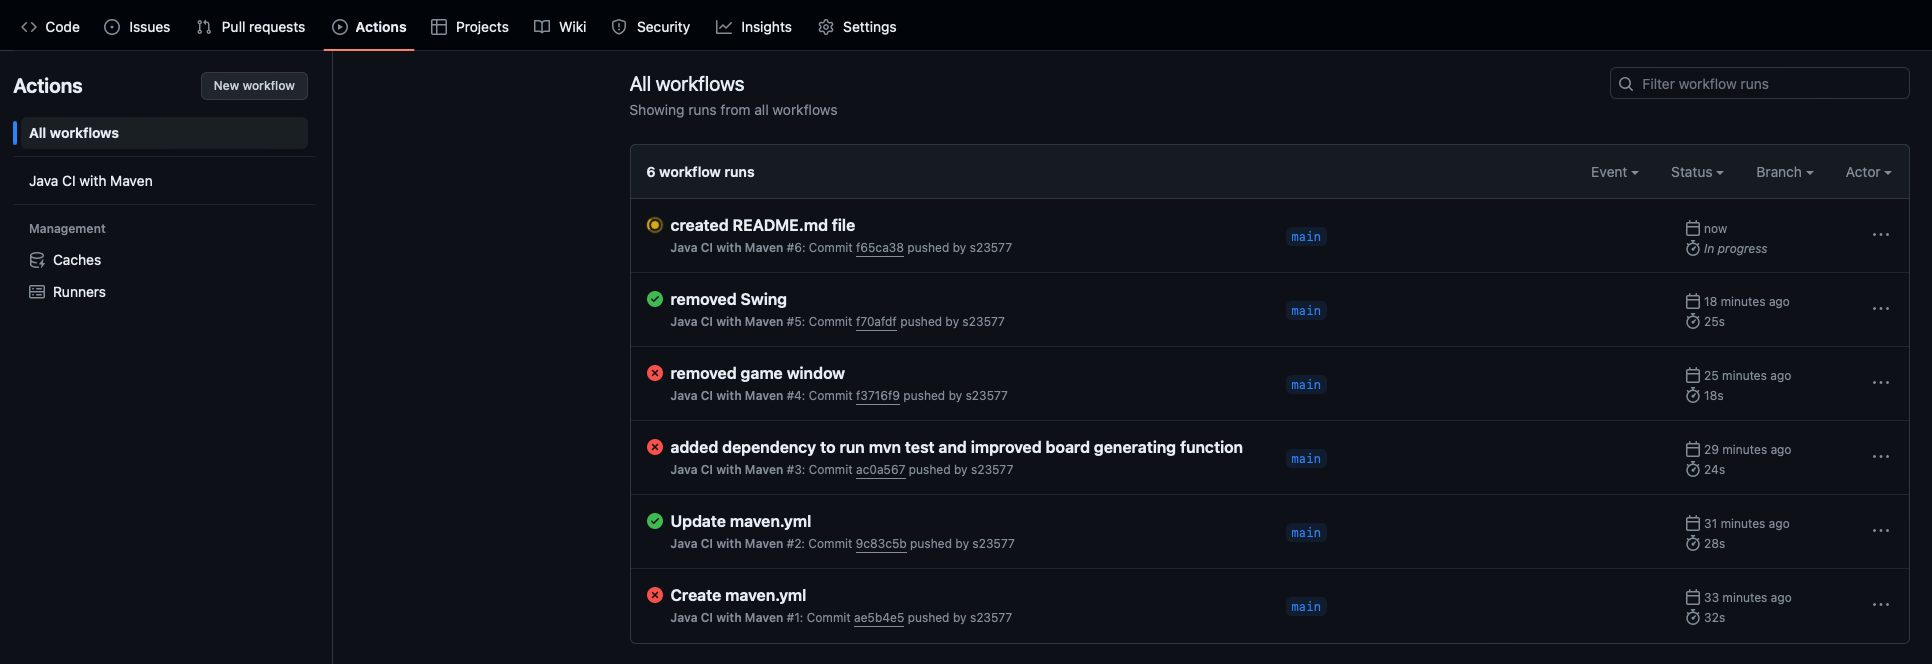 Code Issues Pull requests Actions Projects Wiki Security Insights Settings
Actions
New workflow
All workflows
Java CI with Maven
Management
Caches
Runners
All workflows
Showing runs from all workflows
Filter workflow runs
6 workflow runs
Event Status Branch Actor
created README.md file
Java CI with Maven #6: Commit f65ca38 pushed by s23577
main
now
In progress
removed Swing
Java CI with Maven #5: Commit f70afdf pushed by s23577
main
18 minutes ago
25s
removed game window
Java CI with Maven #4: Commit f3716f9 pushed by s23577
main
25 minutes ago
18s
added dependency to run mvn test and improved board generating function
Java CI with Maven #3: Commit ac0a567 pushed by s23577
main
29 minutes ago
24s
Update maven.yml
Java CI with Maven #2: Commit 9c83c5b pushed by s23577
main
31 minutes ago
28s
Create maven.yml
Java CI with Maven #1: Commit ae5b4e5 pushed by s23577
main
33 minutes ago
32s